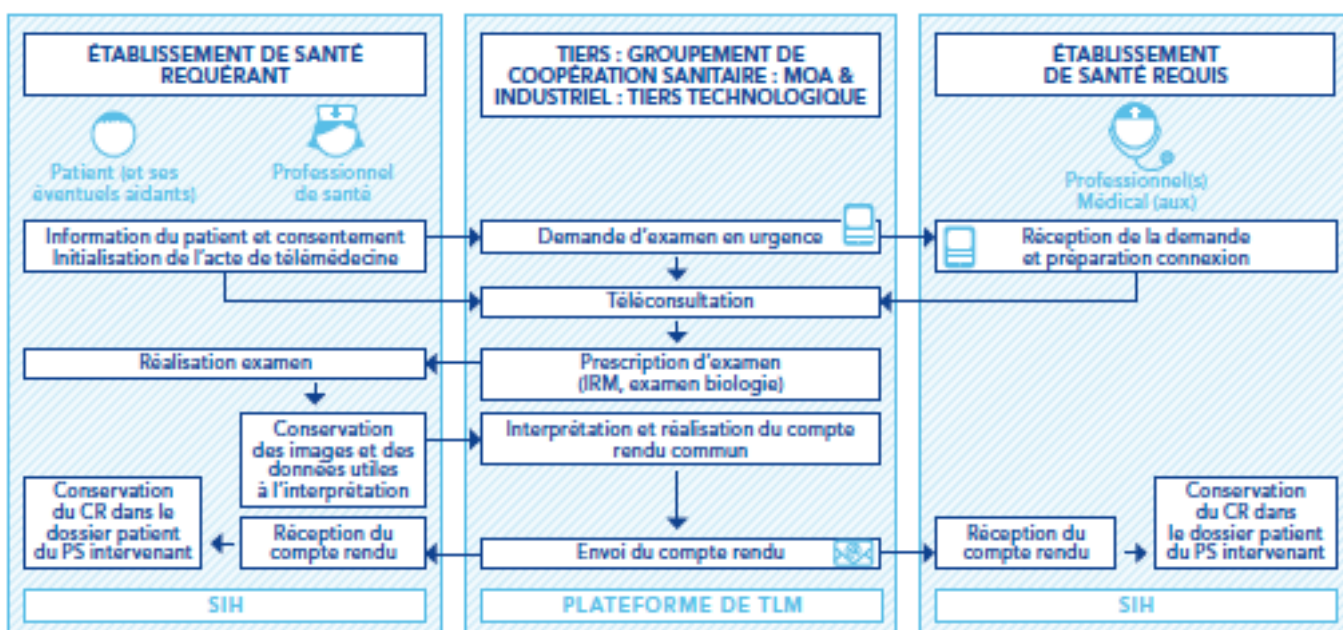 ÉTABLISSEMENT DE SANTÉ
REQUÉRANT
Patient (et ses
éventuels aidants)
Professionnel
de santé
TIERS : GROUPEMENT DE
COOPÉRATION SANITAIRE : MOA &
INDUSTRIEL : TIERS TECHNOLOGIQUE
ÉTABLISSEMENT
DE SANTÉ REQUIS
Professionnel(s)
Médical (aux)
Information du patient et consentement
Initialisation de l'acte de télémédecine
Demande d'examen en urgence
Réception de la demande
et préparation connexion
Téléconsultation
Réalisation examen
Prescription d'examen
(IRM, examen biologie)
Conservation
des images et des
données utiles
à l'interprétation
Interprétation et réalisation du compte
rendu commun
Conservation
du CR dans le
dossier patient
du PS intervenant
Réception du
compte rendu
Envoi du compte rendu
Réception du
compte rendu
Conservation
du CR dans
le dossier patient
du PS intervenant
SIH
PLATEFORME DE TLM
SIH